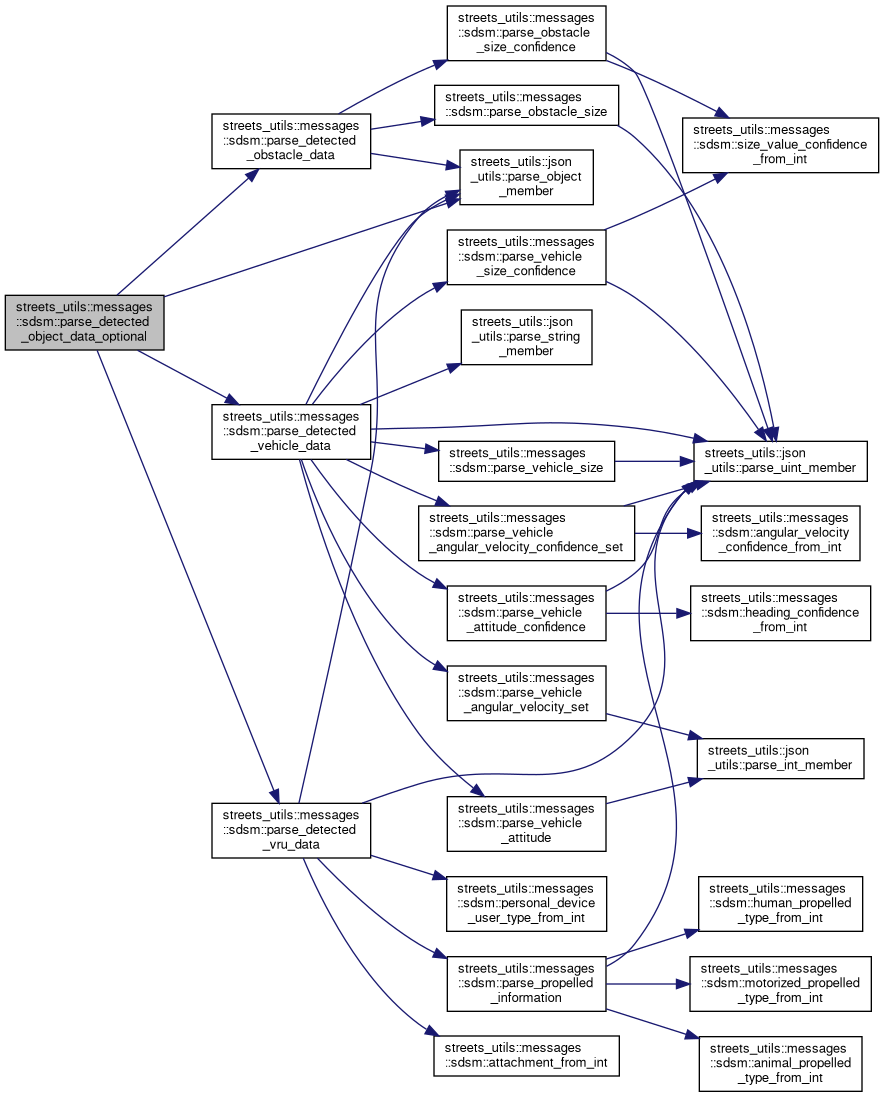 streets_utils::messages
::sdsm::parse_detected
_object_data_optional
streets_utils::messages
::sdsm::parse_detected
_obstacle_data
streets_utils::messages
::sdsm::parse_detected
_vehicle_data
streets_utils::messages
::sdsm::parse_detected
_vru_data
streets_utils::messages
::sdsm::parse_obstacle
_size_confidence
streets_utils::messages
::sdsm::parse_obstacle_size
streets_utils::json
_utils::parse_object
_member
streets_utils::messages
::sdsm::parse_vehicle
_size_confidence
streets_utils::json
_utils::parse_string
_member
streets_utils::messages
::sdsm::parse_vehicle_size
streets_utils::messages
::sdsm::parse_vehicle
_angular_velocity_confidence_set
streets_utils::messages
::sdsm::parse_vehicle
_attitude_confidence
streets_utils::messages
::sdsm::parse_vehicle
_angular_velocity_set
streets_utils::messages
::sdsm::parse_vehicle
_attitude
streets_utils::messages
::sdsm::personal_device
_user_type_from_int
streets_utils::messages
::sdsm::parse_propelled
_information
streets_utils::messages
::sdsm::attachment_from_int
streets_utils::messages
::sdsm::size_value_confidence
_from_int
streets_utils::json
_utils::parse_uint_member
streets_utils::messages
::sdsm::angular_velocity
_confidence_from_int
streets_utils::messages
::sdsm::heading_confidence
_from_int
streets_utils::json
_utils::parse_int_member
streets_utils::messages
::sdsm::human_propelled
_type_from_int
streets_utils::messages
::sdsm::motorized_propelled
_type_from_int
streets_utils::messages
::sdsm::animal_propelled
_type_from_int